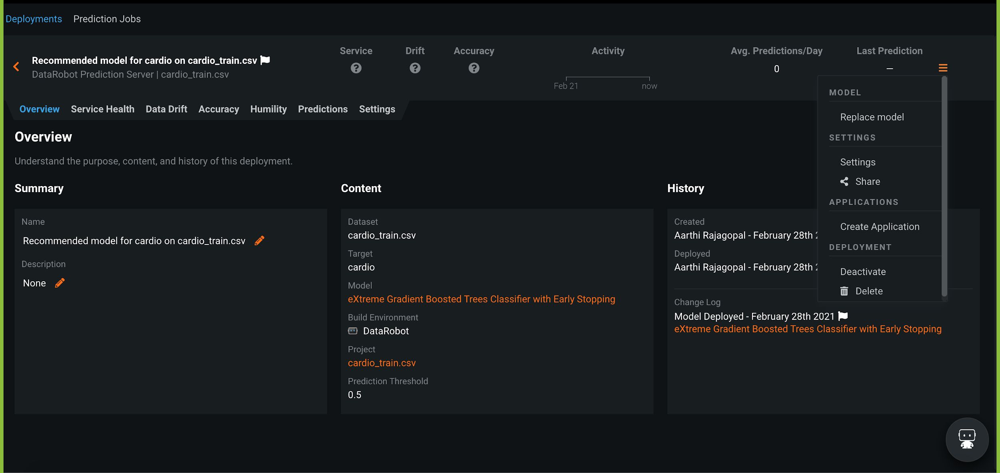 Deployments Prediction Jobs
Recommended model for cardio on cardio_train.csv
DataRobot Prediction Server | cardio_train.csv
Service Drift Accuracy Activity Avg. Predictions/Day Last Prediction
? ? ? 0 —
Feb 21 now
Overview Service Health Data Drift Accuracy Humility Predictions Settings
Overview
Understand the purpose, content, and history of this deployment.
Summary
Name
Recommended model for cardio on cardio_train.csv
Description
None
Content
Dataset
cardio_train.csv
Target
cardio
Model
eXtreme Gradient Boosted Trees Classifier with Early Stopping
Build Environment
DataRobot
Project
cardio_train.csv
Prediction Threshold
0.5
History
Created
Aarthi Rajagopal - February 28th
Deployed
Aarthi Rajagopal - February 28th
Change Log
Model Deployed - February 28th 2021
eXtreme Gradient Boosted Trees Classifier with Early Stopping
MODEL
Replace model
SETTINGS
Settings
Share
APPLICATIONS
Create Application
DEPLOYMENT
Deactivate
Delete